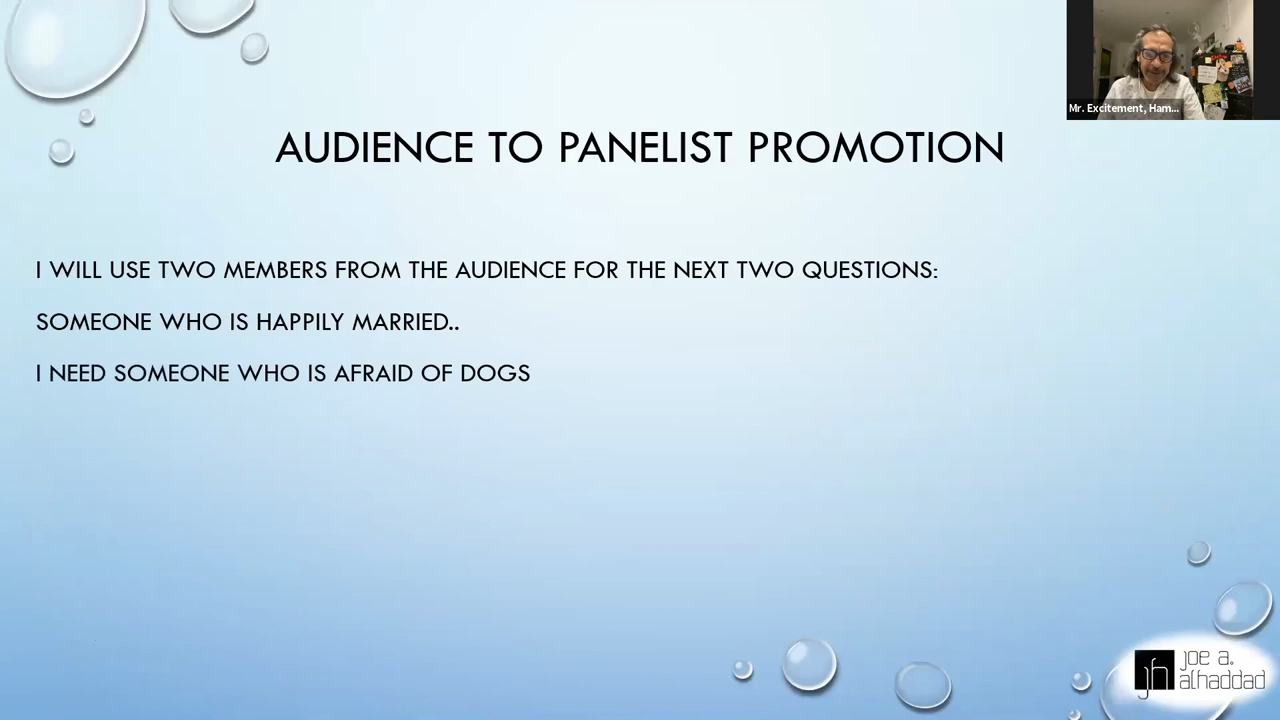 Mr. Excitement, Ham...
AUDIENCE TO PANELIST PROMOTION
I WILL USE TWO MEMBERS FROM THE AUDIENCE FOR THE NEXT TWO QUESTIONS:
SOMEONE WHO IS HAPPILY MARRIED..
I NEED SOMEONE WHO IS AFRAID OF DOGS
jh
joe a.
alhaddad